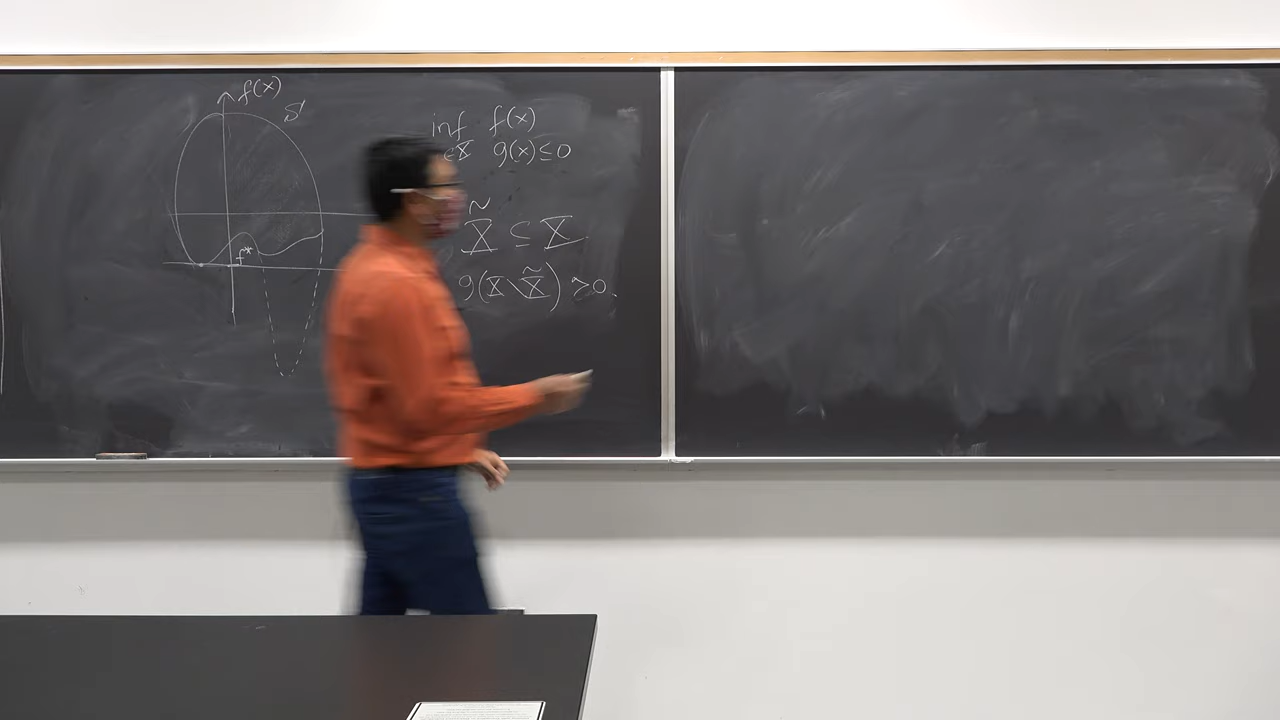 f(x)
S
f*
inf f(x)
∈X g(x)≤0
X̃ ⊆ X
g(X\X̃) >0.